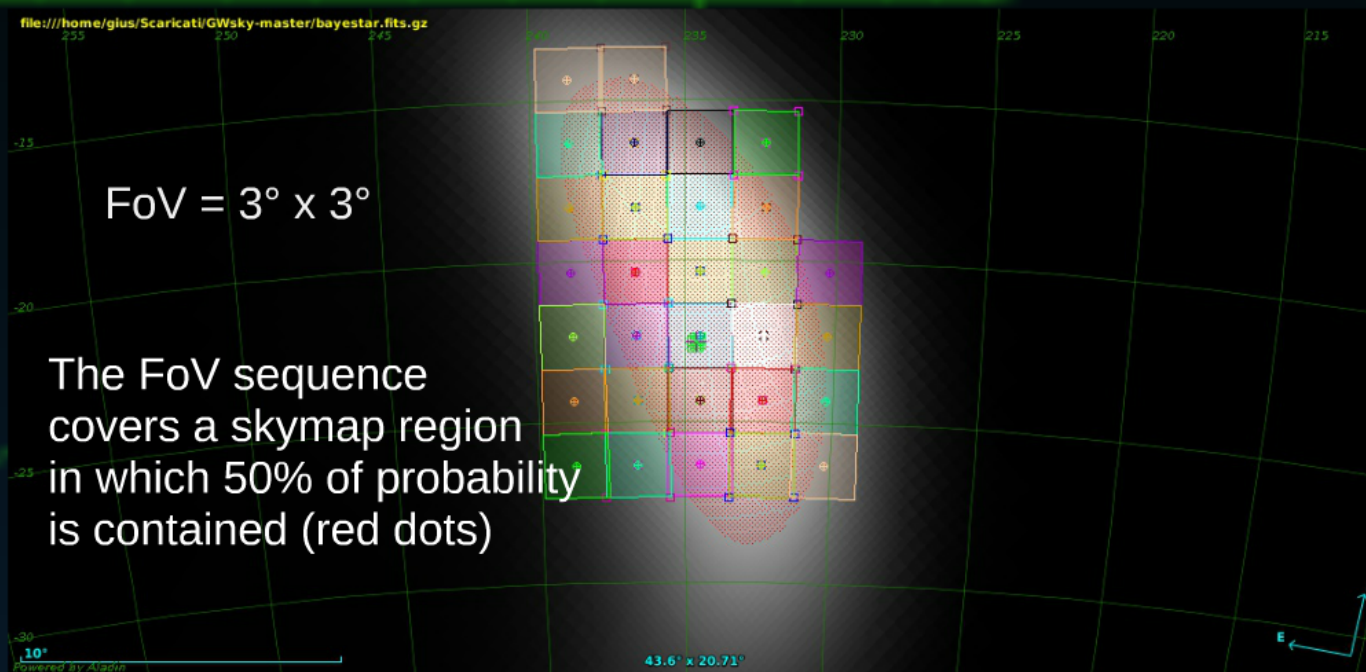 file:///home/gius/Scaricati/GWsky-master/bayestar.fits.gz
255 250 245 240 235 230 225 220 215
-15
FoV = 3° x 3°
-20
The FoV sequence
covers a skymap region
-25
in which 50% of probability
is contained (red dots)
-30
E
10°
43.6° x 20.71°
Powered by Aladin